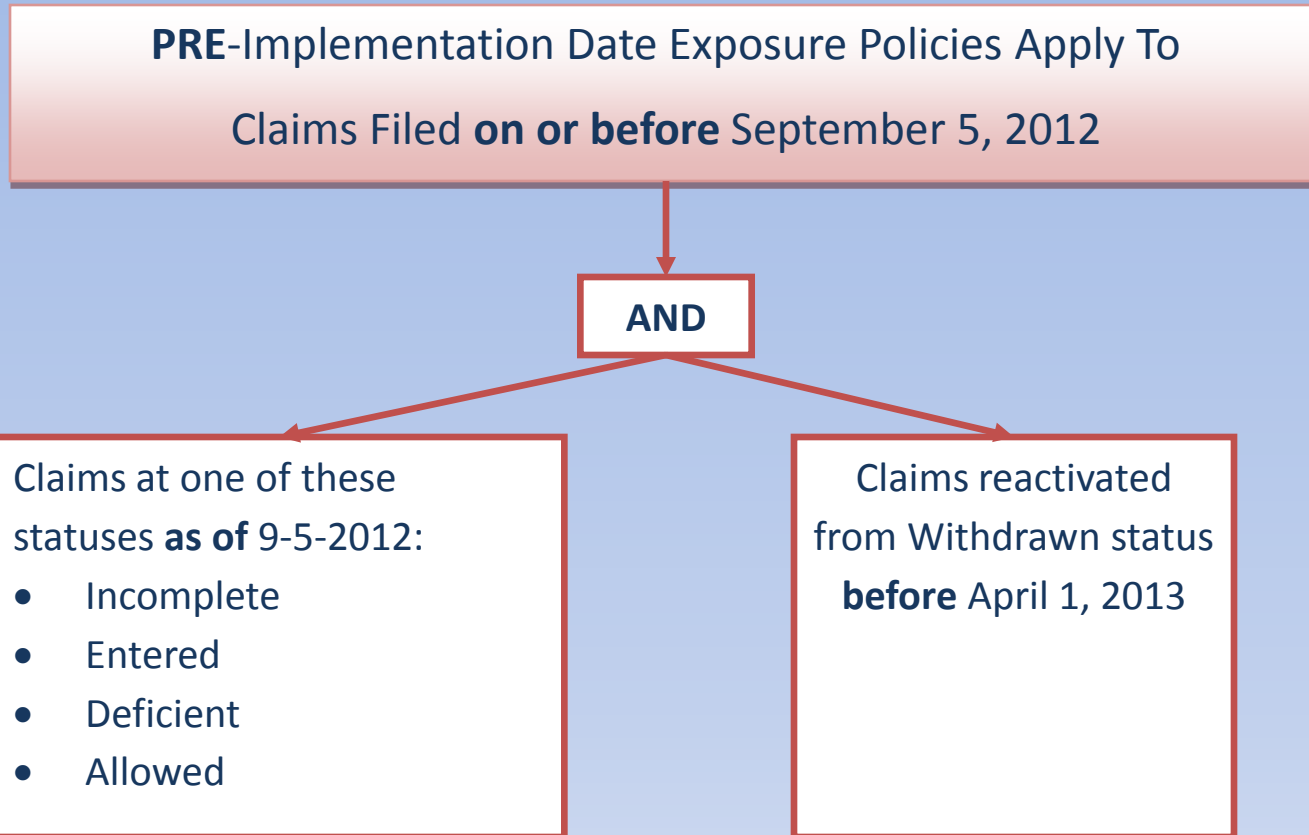 PRE-Implementation Date Exposure Policies Apply To
Claims Filed on or before September 5, 2012
AND
Claims at one of these
statuses as of 9-5-2012:
• Incomplete
• Entered
• Deficient
• Allowed
Claims reactivated
from Withdrawn status
before April 1, 2013